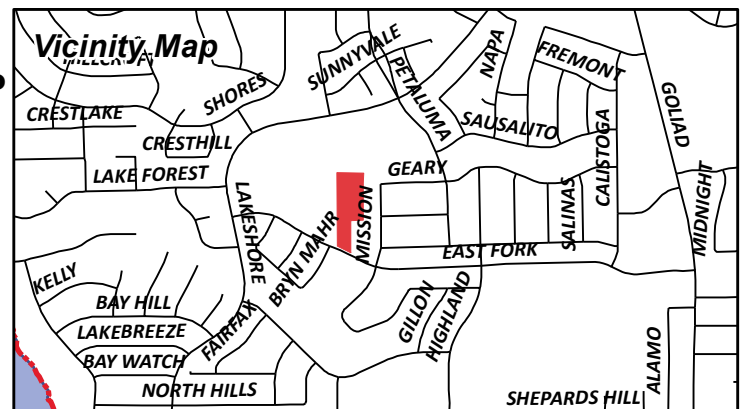 Vicinity Map
HILLCROFT
SUNNYVALE
NAPA
FREMONT
PETALUMA
SHORES
CRESTLAKE
GOLIAD
SAUSALITO
CALISTOGA
CRESTHILL
LAKE FOREST
GEARY
LAKESHORE
MISSION
SALINAS
MIDNIGHT
BRYN MAHR
EAST FORK
KELLY
BAY HILL
GILLON
HIGHLAND
LAKEBREEZE
FAIRFAX
BAY WATCH
ALAMO
NORTH HILLS
SHEPARDS HILL